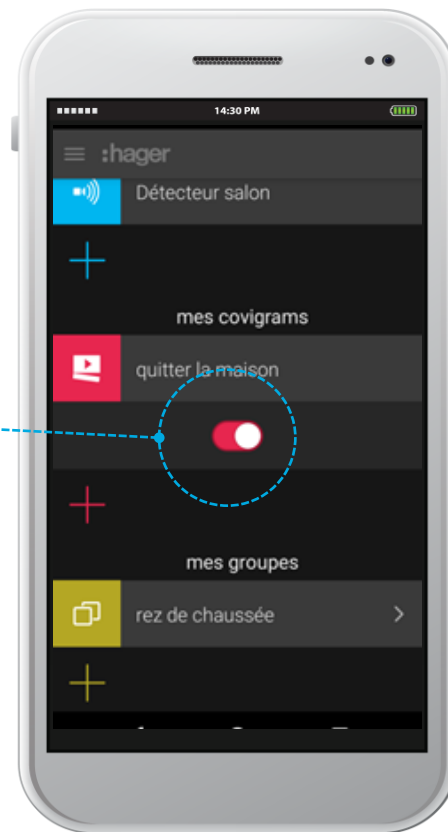 14:30 PM
:hager
Détecteur salon
mes covigrams
quitter la maison
mes groupes
rez de chaussée